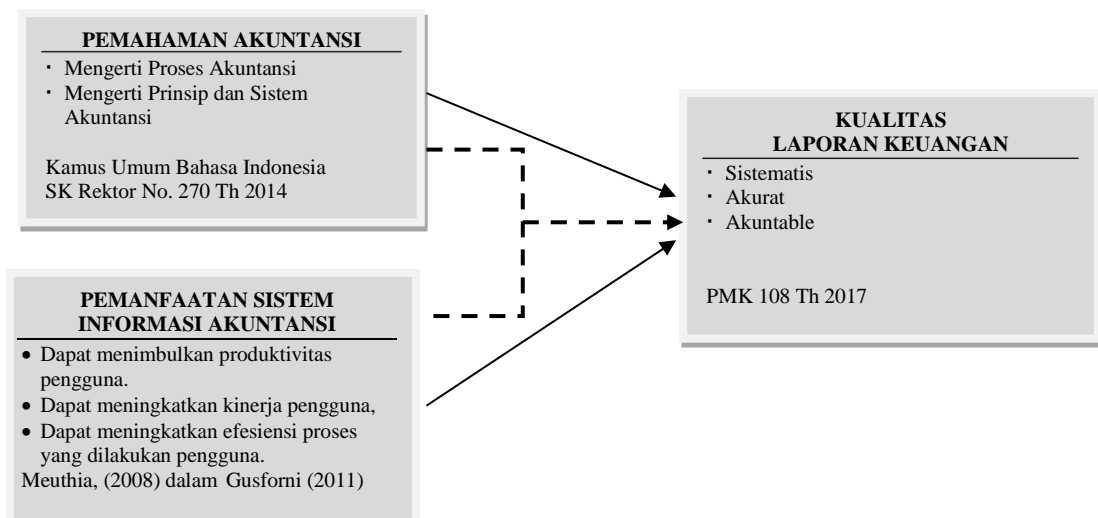 PEMAHAMAN AKUNTANSI
· Mengerti Proses Akuntansi
· Mengerti Prinsip dan Sistem
Akuntansi
Kamus Umum Bahasa Indonesia
SK Rektor No. 270 Th 2014
PEMANFAATAN SISTEM
INFORMASI AKUNTANSI
• Dapat menimbulkan produktivitas
pengguna.
• Dapat meningkatkan kinerja pengguna,
• Dapat meningkatkan efesiensi proses
yang dilakukan pengguna.
Meuthia, (2008) dalam Gusforni (2011)
KUALITAS
LAPORAN KEUANGAN
· Sistematis
· Akurat
· Akuntable
PMK 108 Th 2017